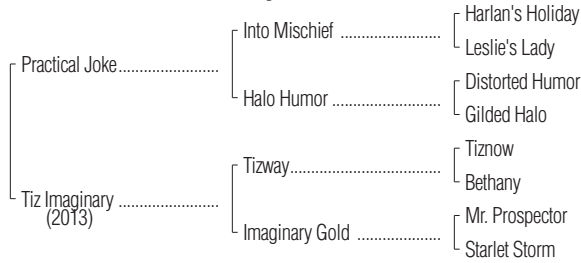 Harlan's Holiday
Into Mischief ....................
Leslie's Lady
Practical Joke.......................
Distorted Humor
Halo Humor ......................
Gilded Halo
Tiznow
Tizway.............................
Bethany
Tiz Imaginary .......................
(2013)
Mr. Prospector
Imaginary Gold .................
Starlet Storm